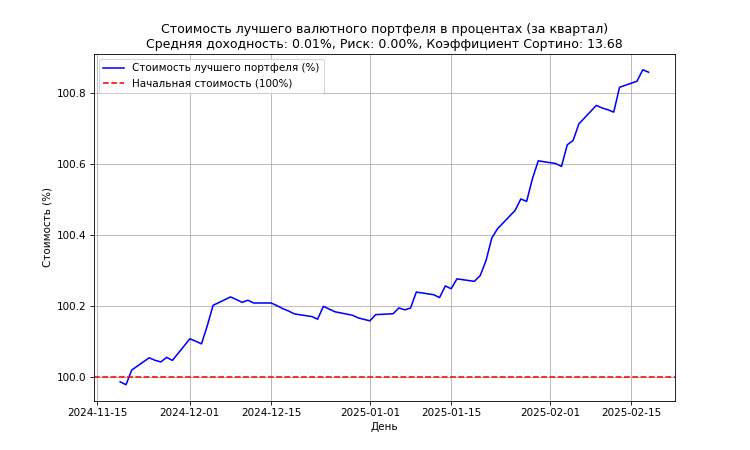 Стоимость лучшего валютного портфеля в процентах (за квартал)
Средняя доходность: 0.01%, Риск: 0.00%, Коэффициент Сортино: 13.68
Стоимость лучшего портфеля (%)
Начальная стоимость (100%)
Стоимость (%)
100.8
100.6
100.4
100.2
100.0
2024-11-15
2024-12-01
2024-12-15
2025-01-01
2025-01-15
2025-02-01
2025-02-15
День